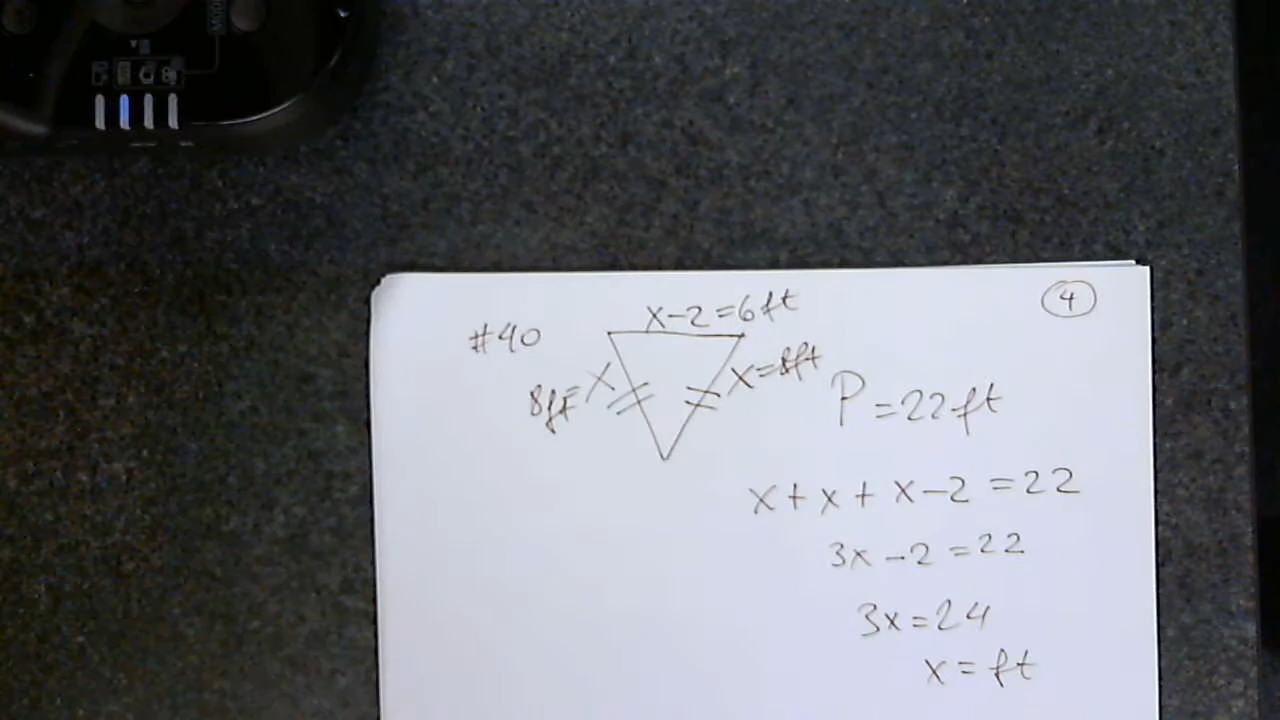 #40
x-2=6ft
8ft=x
x=8ft
4
P=22ft
x+x+x-2=22
3x-2=22
3x=24
x=ft